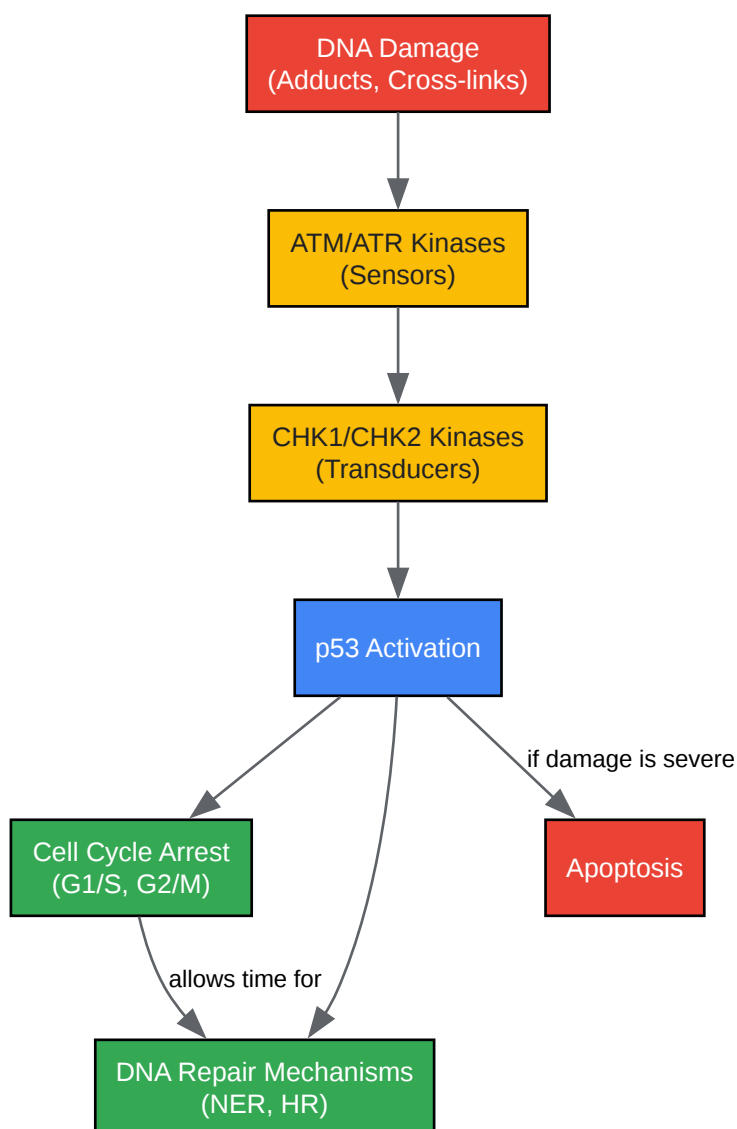 DNA Damage
(Adducts, Cross-links)
ATM/ATR Kinases
(Sensors)
CHK1/CHK2 Kinases
(Transducers)
p53 Activation
if damage is severe
Cell Cycle Arrest
(G1/S, G2/M)
Apoptosis
allows time for
DNA Repair Mechanisms
(NER, HR)